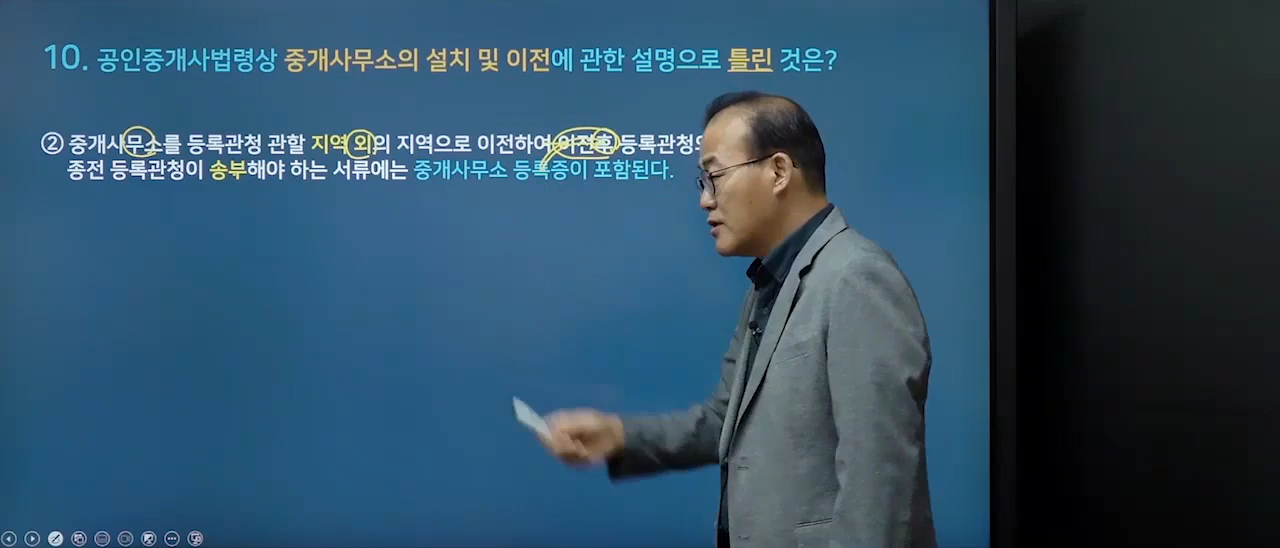 10. 공인중개사법령상 중개사무소의 설치 및 이전에 관한 설명으로 틀린 것은?
② 중개사무소를 등록관청 관할 지역 외의 지역으로 이전하여 이전후 등록관청의
종전 등록관청이 송부해야 하는 서류에는 중개사무소 등록증이 포함된다.